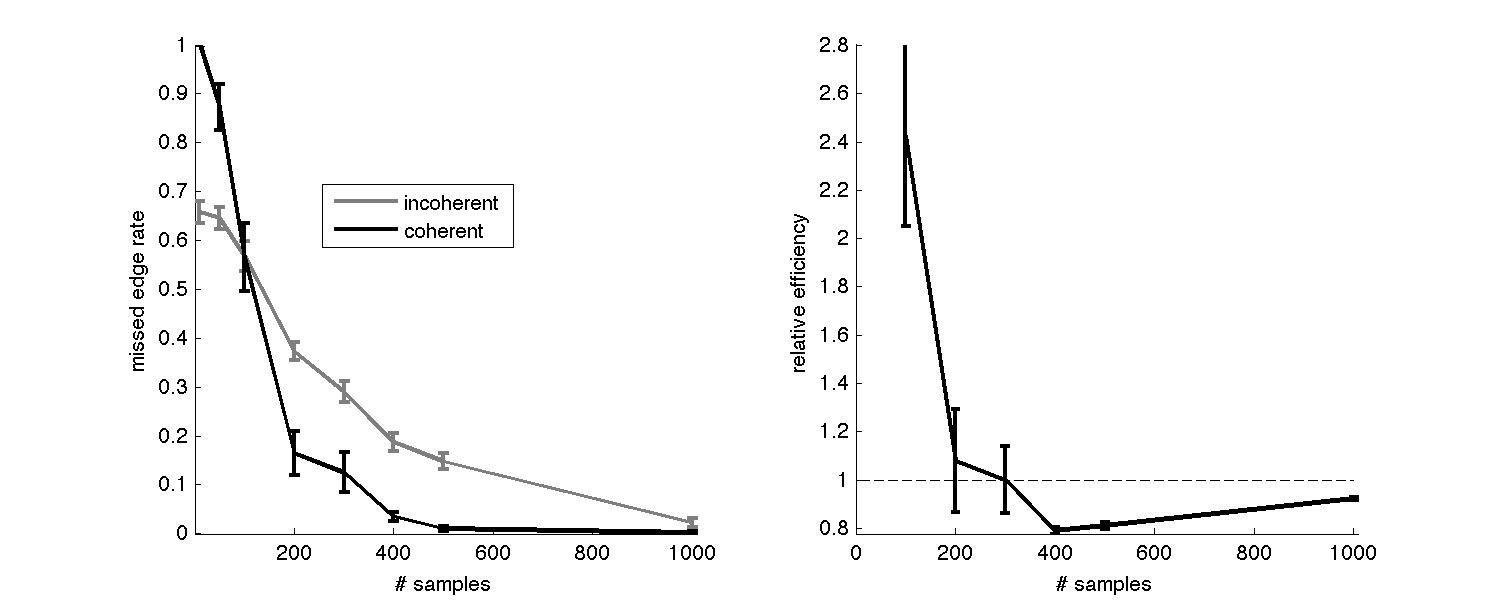 1
0.9
0.8
0.7
0.6
0.5
0.4
0.3
0.2
0.1
0
missed edge rate
incoherent
coherent
200 400 600 800 1000
# samples
2.8
2.6
2.4
2.2
2
1.8
1.6
1.4
1.2
1
0.8
relative efficiency
0 200 400 600 800 1000
# samples